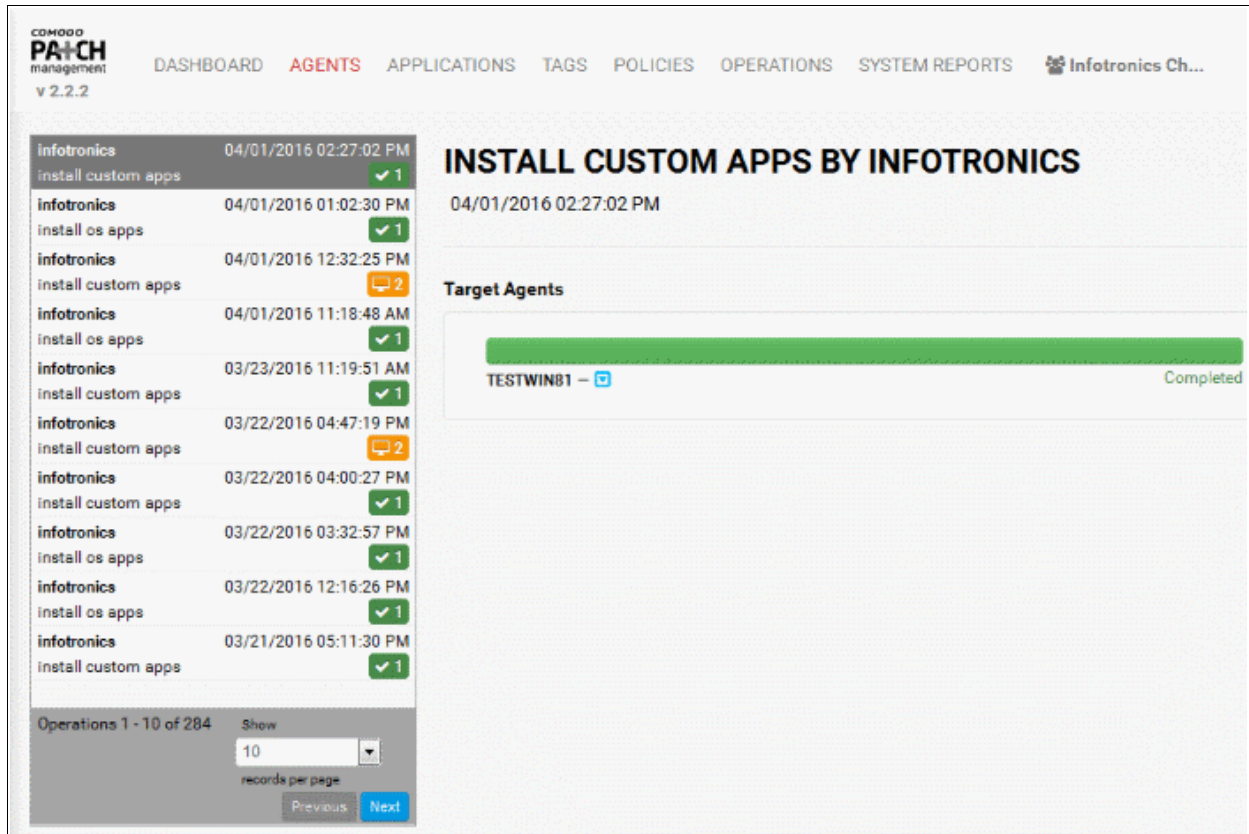 COMODO
PATCH
management
v 2.2.2
DASHBOARD AGENTS APPLICATIONS TAGS POLICIES OPERATIONS SYSTEM REPORTS Infotronics Ch...
infotronics 04/01/2016 02:27:02 PM
install custom apps 1
infotronics 04/01/2016 01:02:30 PM
install os apps 1
infotronics 04/01/2016 12:32:25 PM
install custom apps 2
infotronics 04/01/2016 11:18:48 AM
install os apps 1
infotronics 03/23/2016 11:19:51 AM
install custom apps 1
infotronics 03/22/2016 04:47:19 PM
install custom apps 2
infotronics 03/22/2016 04:00:27 PM
install custom apps 1
infotronics 03/22/2016 03:32:57 PM
install os apps 1
infotronics 03/22/2016 12:16:26 PM
install os apps 1
infotronics 03/21/2016 05:11:30 PM
install custom apps 1
Operations 1 - 10 of 284 Show
10
records per page
Previous Next
INSTALL CUSTOM APPS BY INFOTRONICS
04/01/2016 02:27:02 PM
Target Agents
TESTWIN81 – Completed